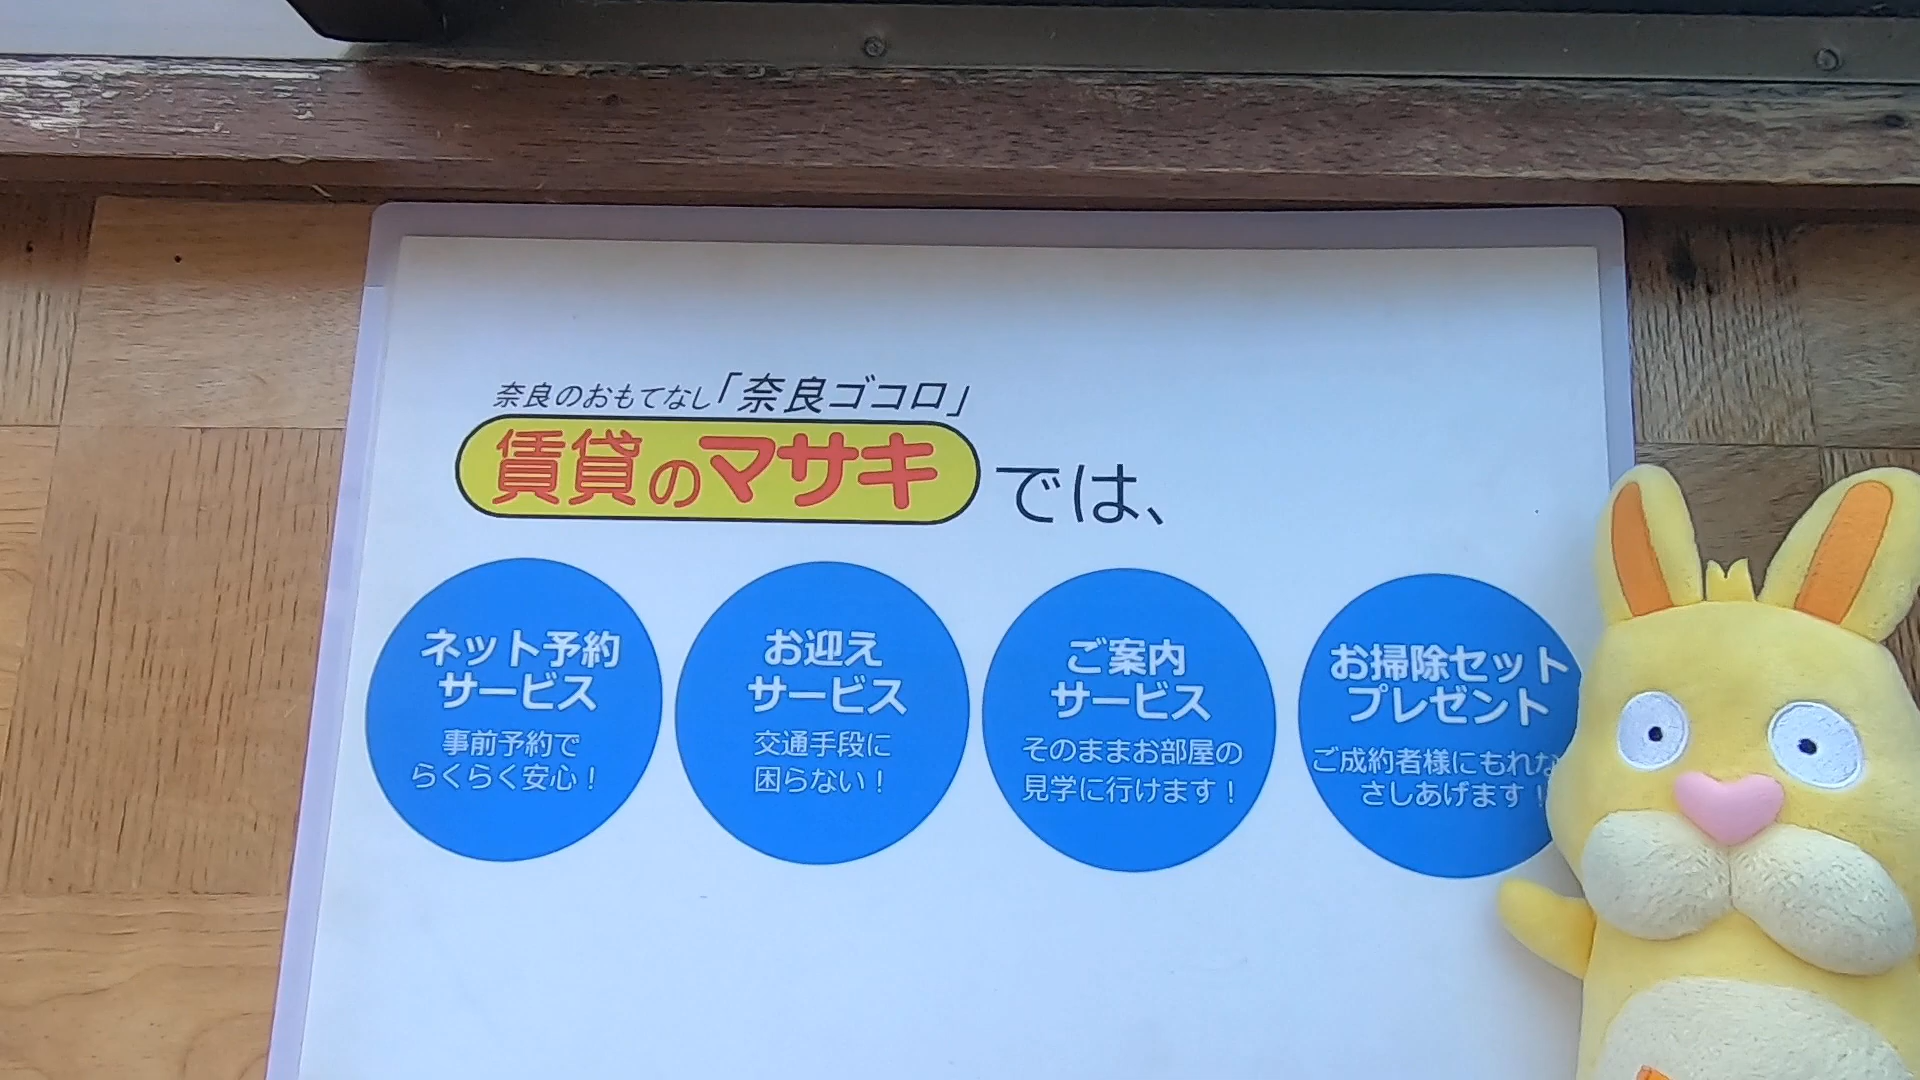 奈良のおもてなし「奈良ゴコロ」
賃貸のマサキでは、
ネット予約
サービス
事前予約で
らくらく安心！
お迎え
サービス
交通手段に
困らない！
ご案内
サービス
そのままお部屋の
見学に行けます！
お掃除セット
プレゼント
ご成約者様にもれな
さしあげます！